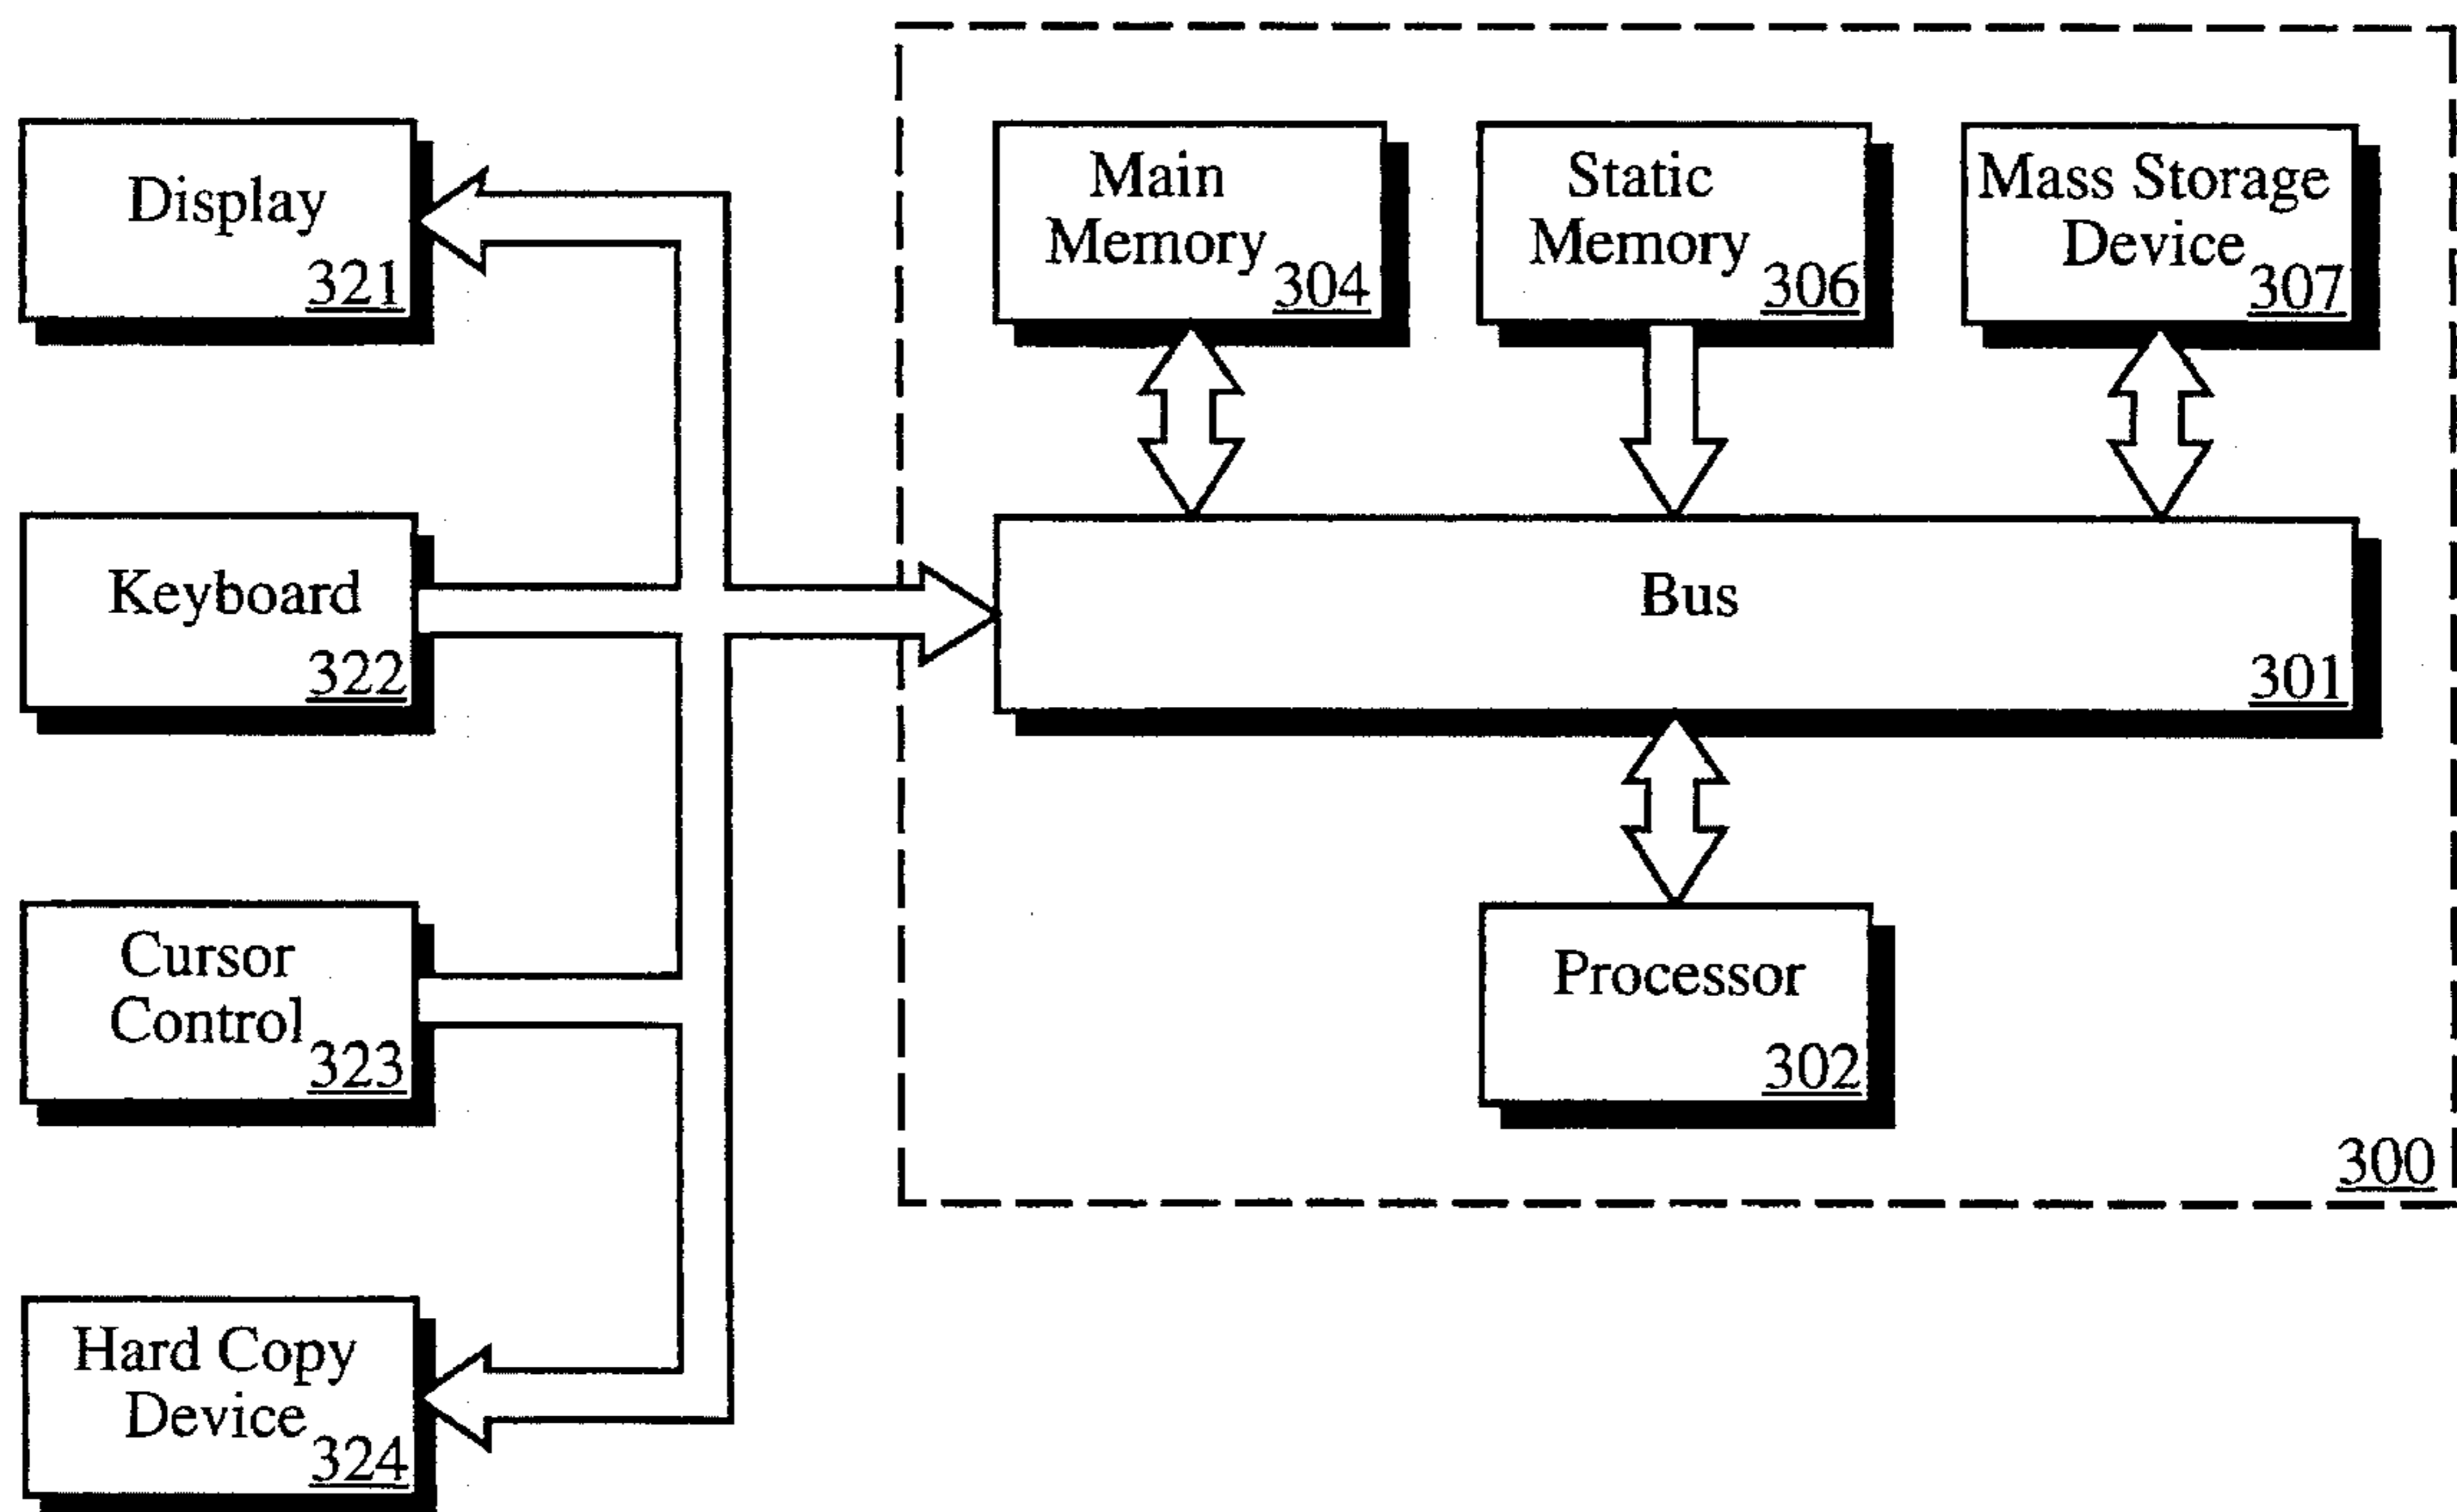 Display
321
Main
Memory
304
Static
Memory
306
Mass Storage
Device
307
Keyboard
322
Bus
301
Cursor
Control
323
Processor
302
300
Hard Copy
Device
324